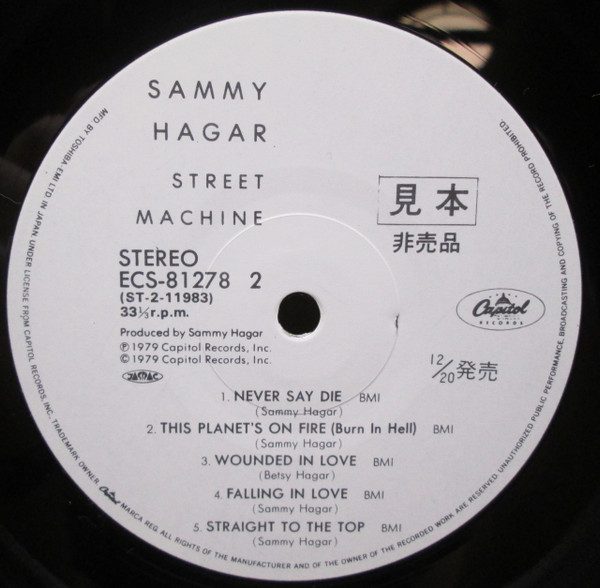 SAMMY
HAGAR
STREET
MACHINE
見本
非売品
STEREO
ECS-81278 2
(ST-2-11983)
33⅓r.p.m.
Produced by Sammy Hagar
℗1979 Capitol Records, Inc.
©1979 Capitol Records, Inc.
JASRAC
Capitol
RECORDS
12/20発売
1. NEVER SAY DIE BMI
(Sammy Hagar)
2. THIS PLANET'S ON FIRE (Burn In Hell) BMI
(Sammy Hagar)
3. WOUNDED IN LOVE BMI
(Betsy Hagar)
4. FALLING IN LOVE BMI
(Sammy Hagar)
5. STRAIGHT TO THE TOP BMI
(Sammy Hagar)
MFD. BY TOSHIBA EMI LTD. IN JAPAN UNDER LICENSE FROM CAPITOL RECORDS, INC., TRADEMARK OWNER. Capitol MARCA REG. ALL RIGHTS OF THE MANUFACTURER AND OF THE OWNER OF THE RECORDED WORK ARE RESERVED. UNAUTHORIZED PUBLIC PERFORMANCE, BROADCASTING AND COPYING OF THE RECORD PROHIBITED.